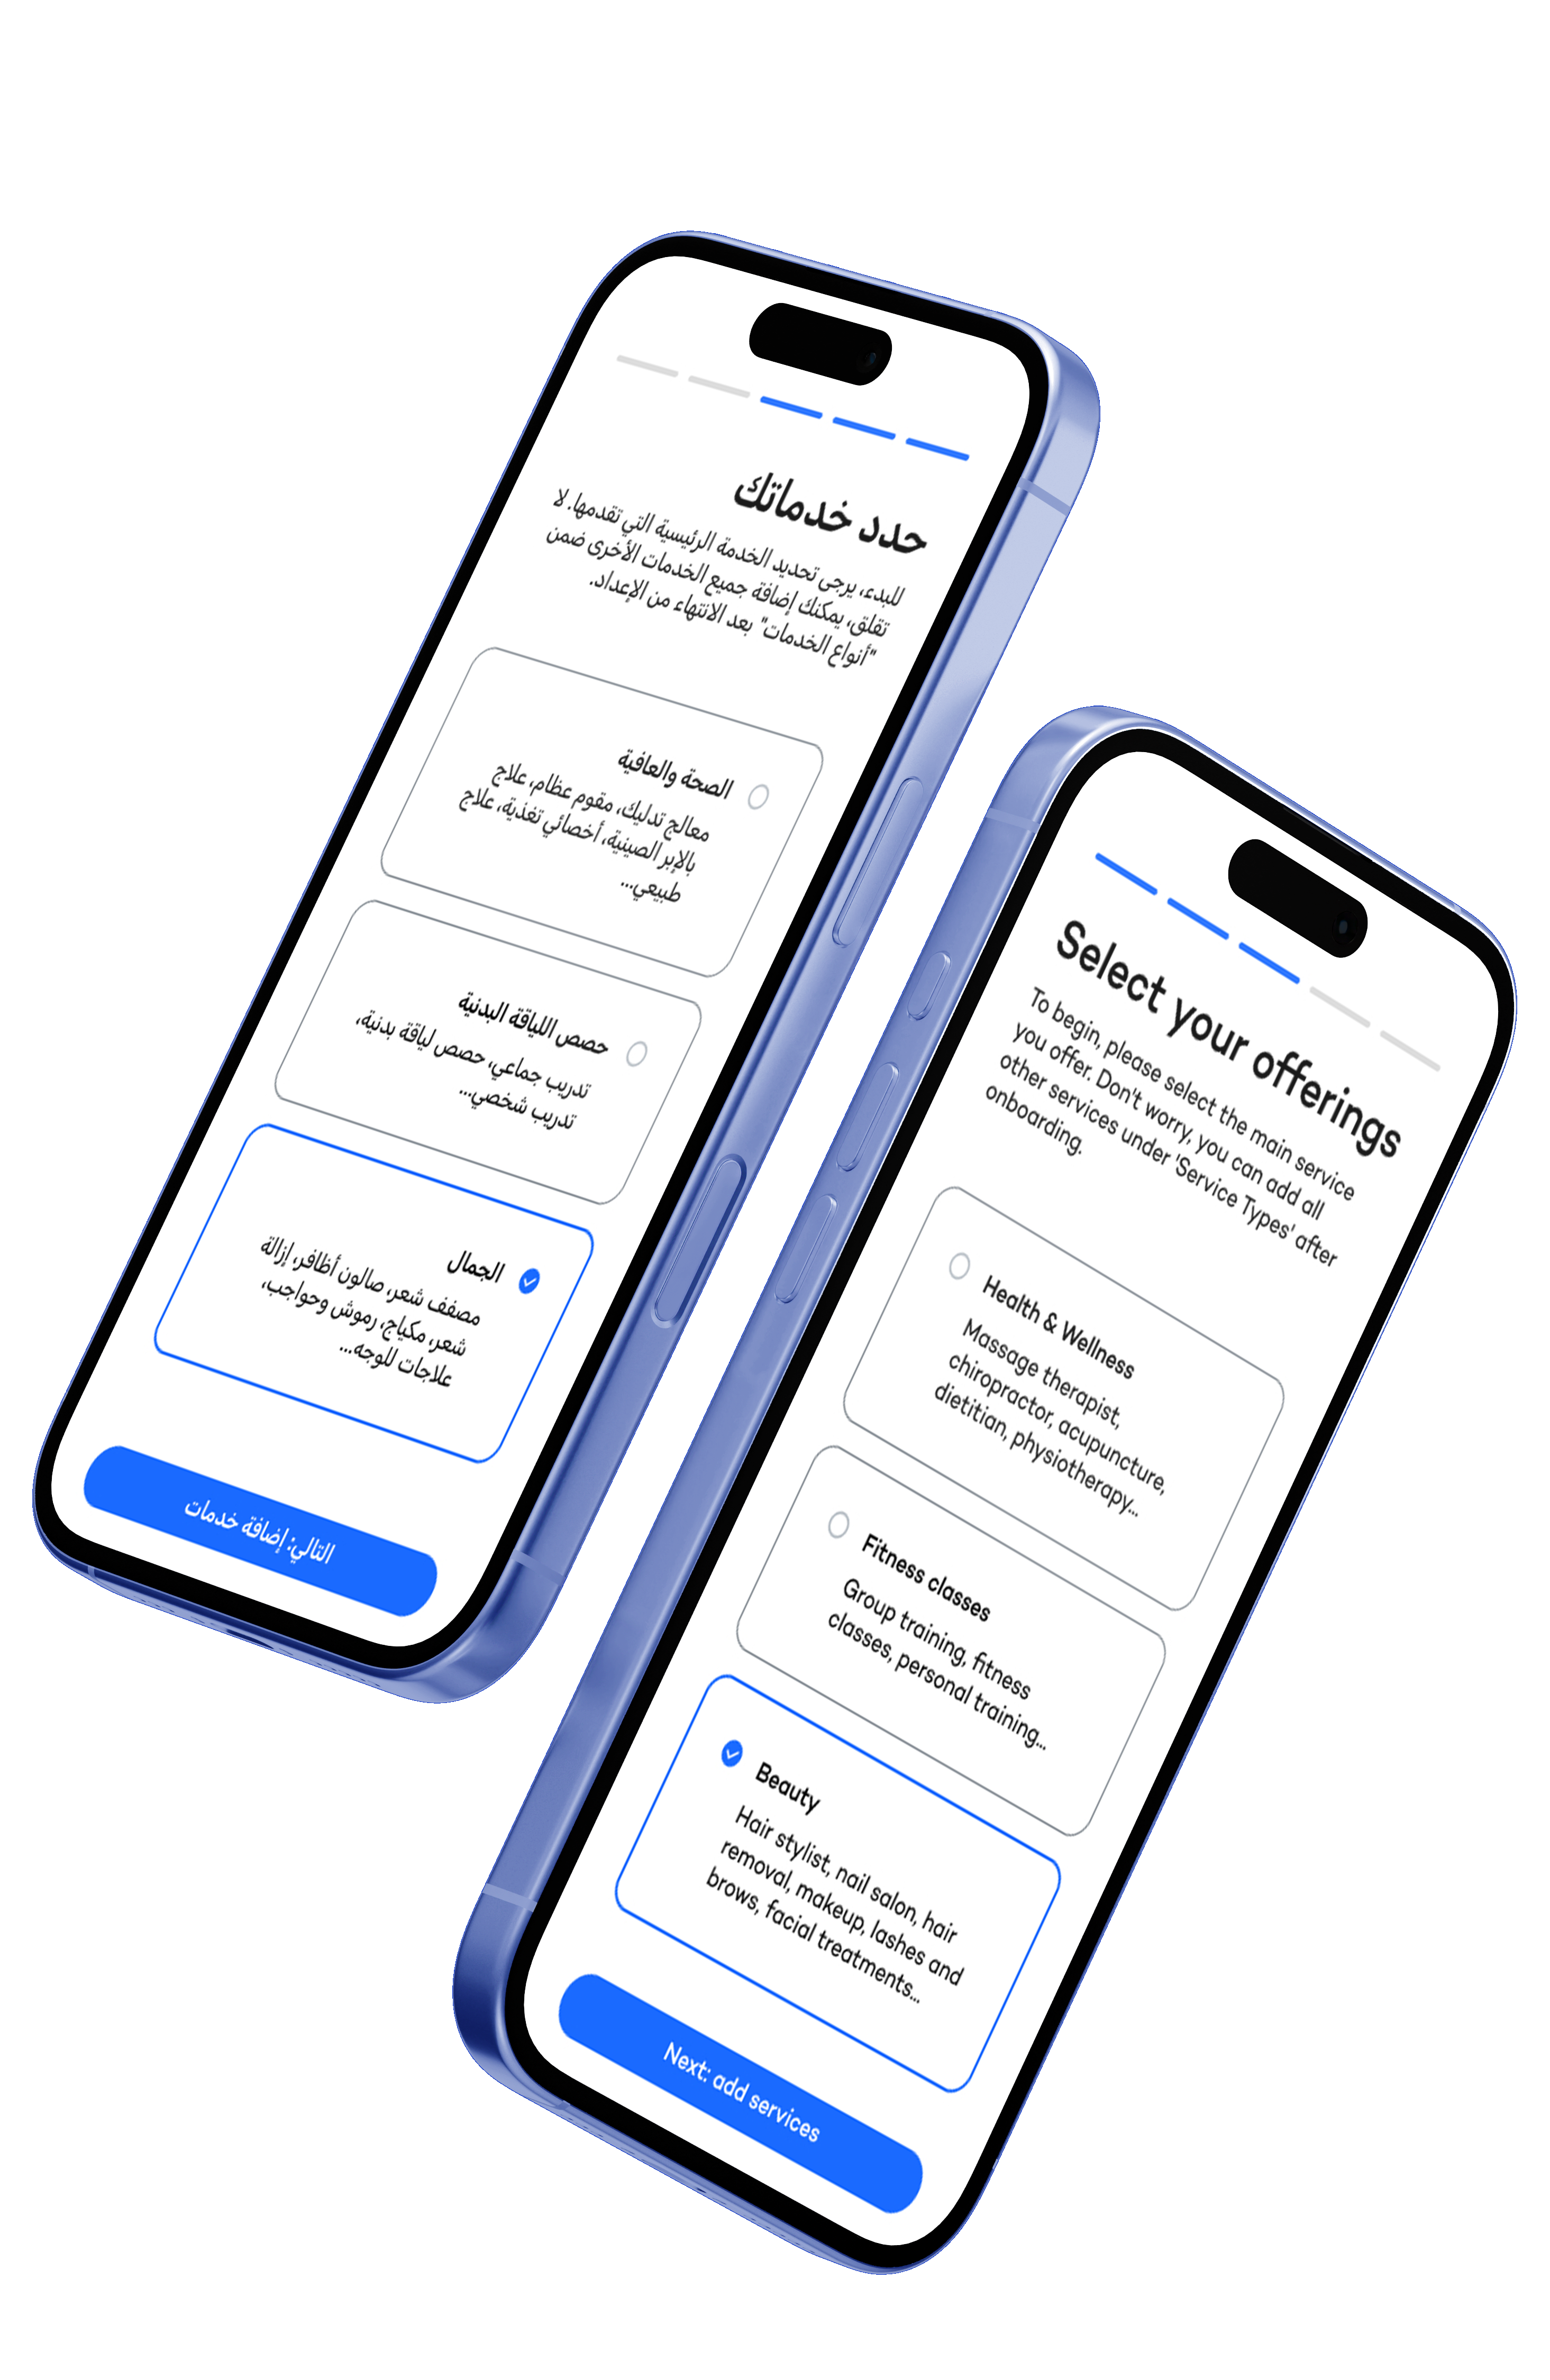 حدد خدماتك
للبدء، يرجى تحديد الخدمة الرئيسية التي تقدمها. لا
تقلق، يمكنك إضافة جميع الخدمات الأخرى ضمن
"أنواع الخدمات" بعد الانتهاء من الإعداد.
الصحة والعافية
معالج تدليك، مقوم عظام، علاج
بالإبر الصينية، أخصائي تغذية، علاج
طبيعي...
حصص اللياقة البدنية
تدريب جماعي، حصص لياقة بدنية،
تدريب شخصي...
الجمال
مصفف شعر، صالون أظافر، إزالة
شعر، مكياج، رموش وحواجب،
علاجات للوجه...
التالي: إضافة خدمات
Select your offerings
To begin, please select the main service
you offer. Don't worry, you can add all
other services under 'Service Types' after
onboarding.
Health & Wellness
Massage therapist,
chiropractor, acupuncture,
dietitian, physiotherapy...
Fitness classes
Group training, fitness
classes, personal training...
Beauty
Hair stylist, nail salon, hair
removal, makeup, lashes and
brows, facial treatments...
Next: add services